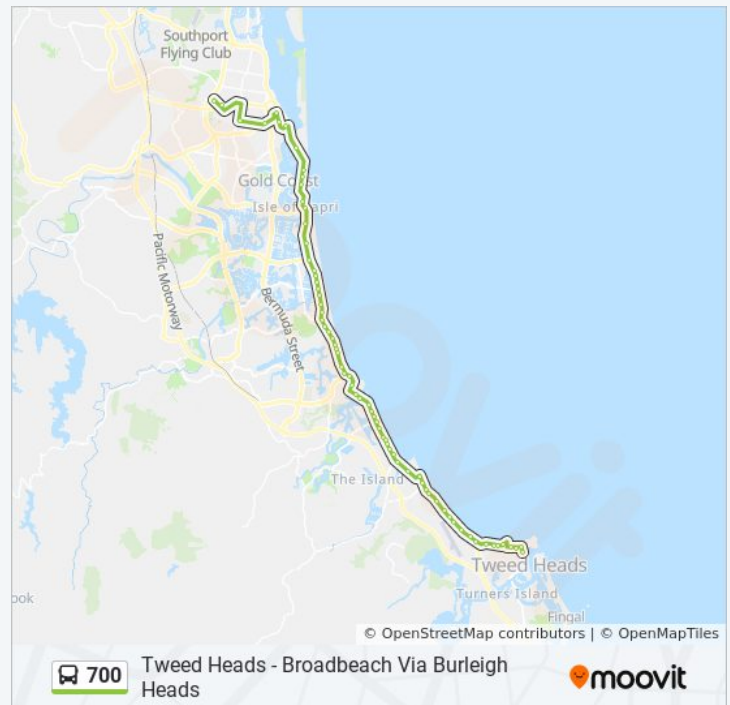 Southport
Flying Club
Gold Coast
Isle of Capri
Pacific Motorway
Bermuda Street
The Island
Tweed Heads
Turners Island
Fingal
ook
© OpenStreetMap contributors | © OpenMapTiles
700 Tweed Heads - Broadbeach Via Burleigh
Heads
moovit